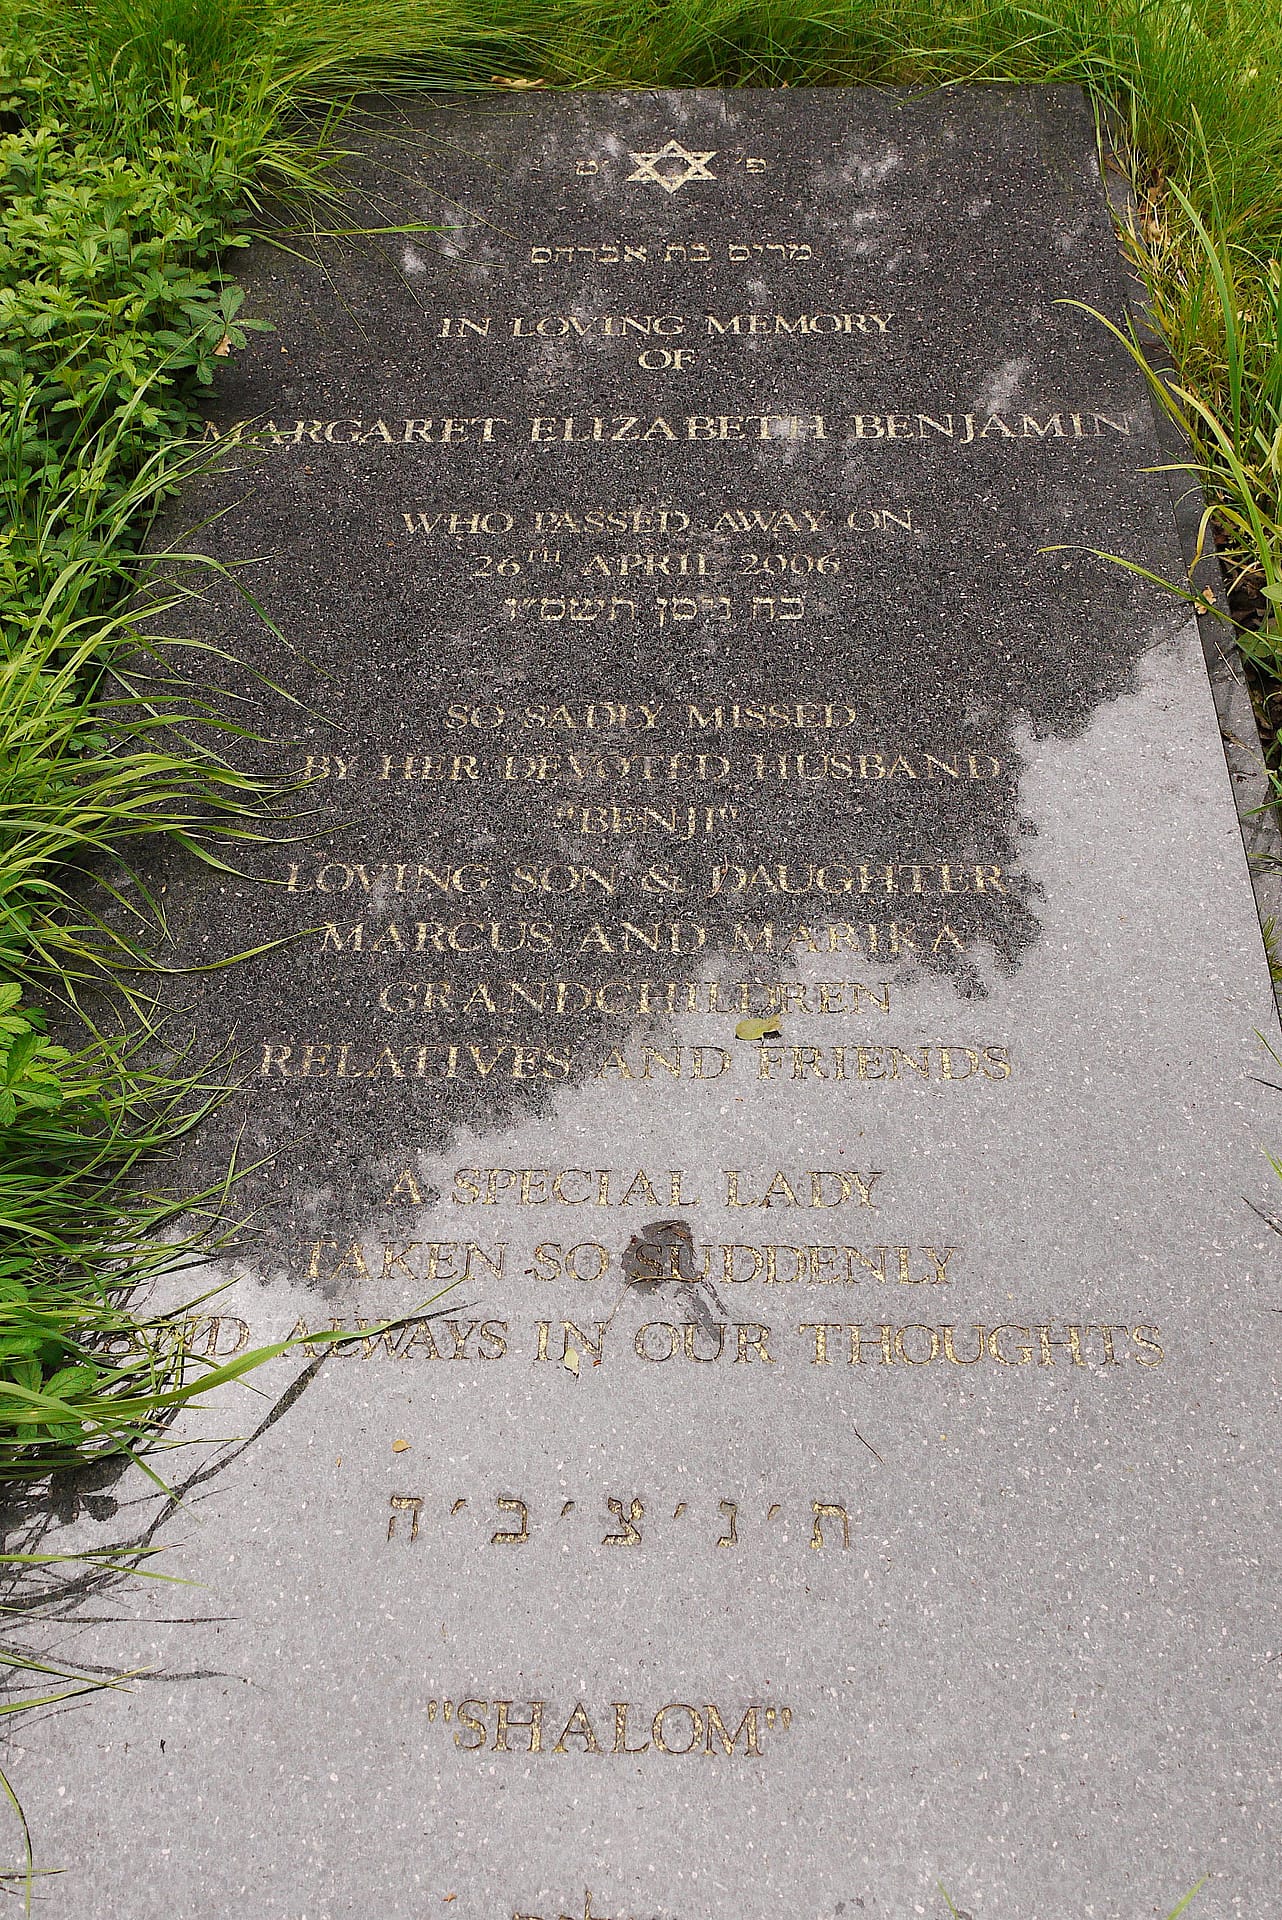 פ' ט
מרים בת אברהם
IN LOVING MEMORY
OF
MARGARET ELIZABETH BENJAMIN
WHO PASSED AWAY ON
26TH APRIL 2006
כח ניסן תשס״ו
SO SADLY MISSED
BY HER DEVOTED HUSBAND
"BENJI"
LOVING SON & DAUGHTER
MARCUS AND MARIKA
GRANDCHILDREN
RELATIVES AND FRIENDS
A SPECIAL LADY
TAKEN SO SUDDENLY
AND ALWAYS IN OUR THOUGHTS
ת׳נ׳צ׳ב׳ה
"SHALOM"